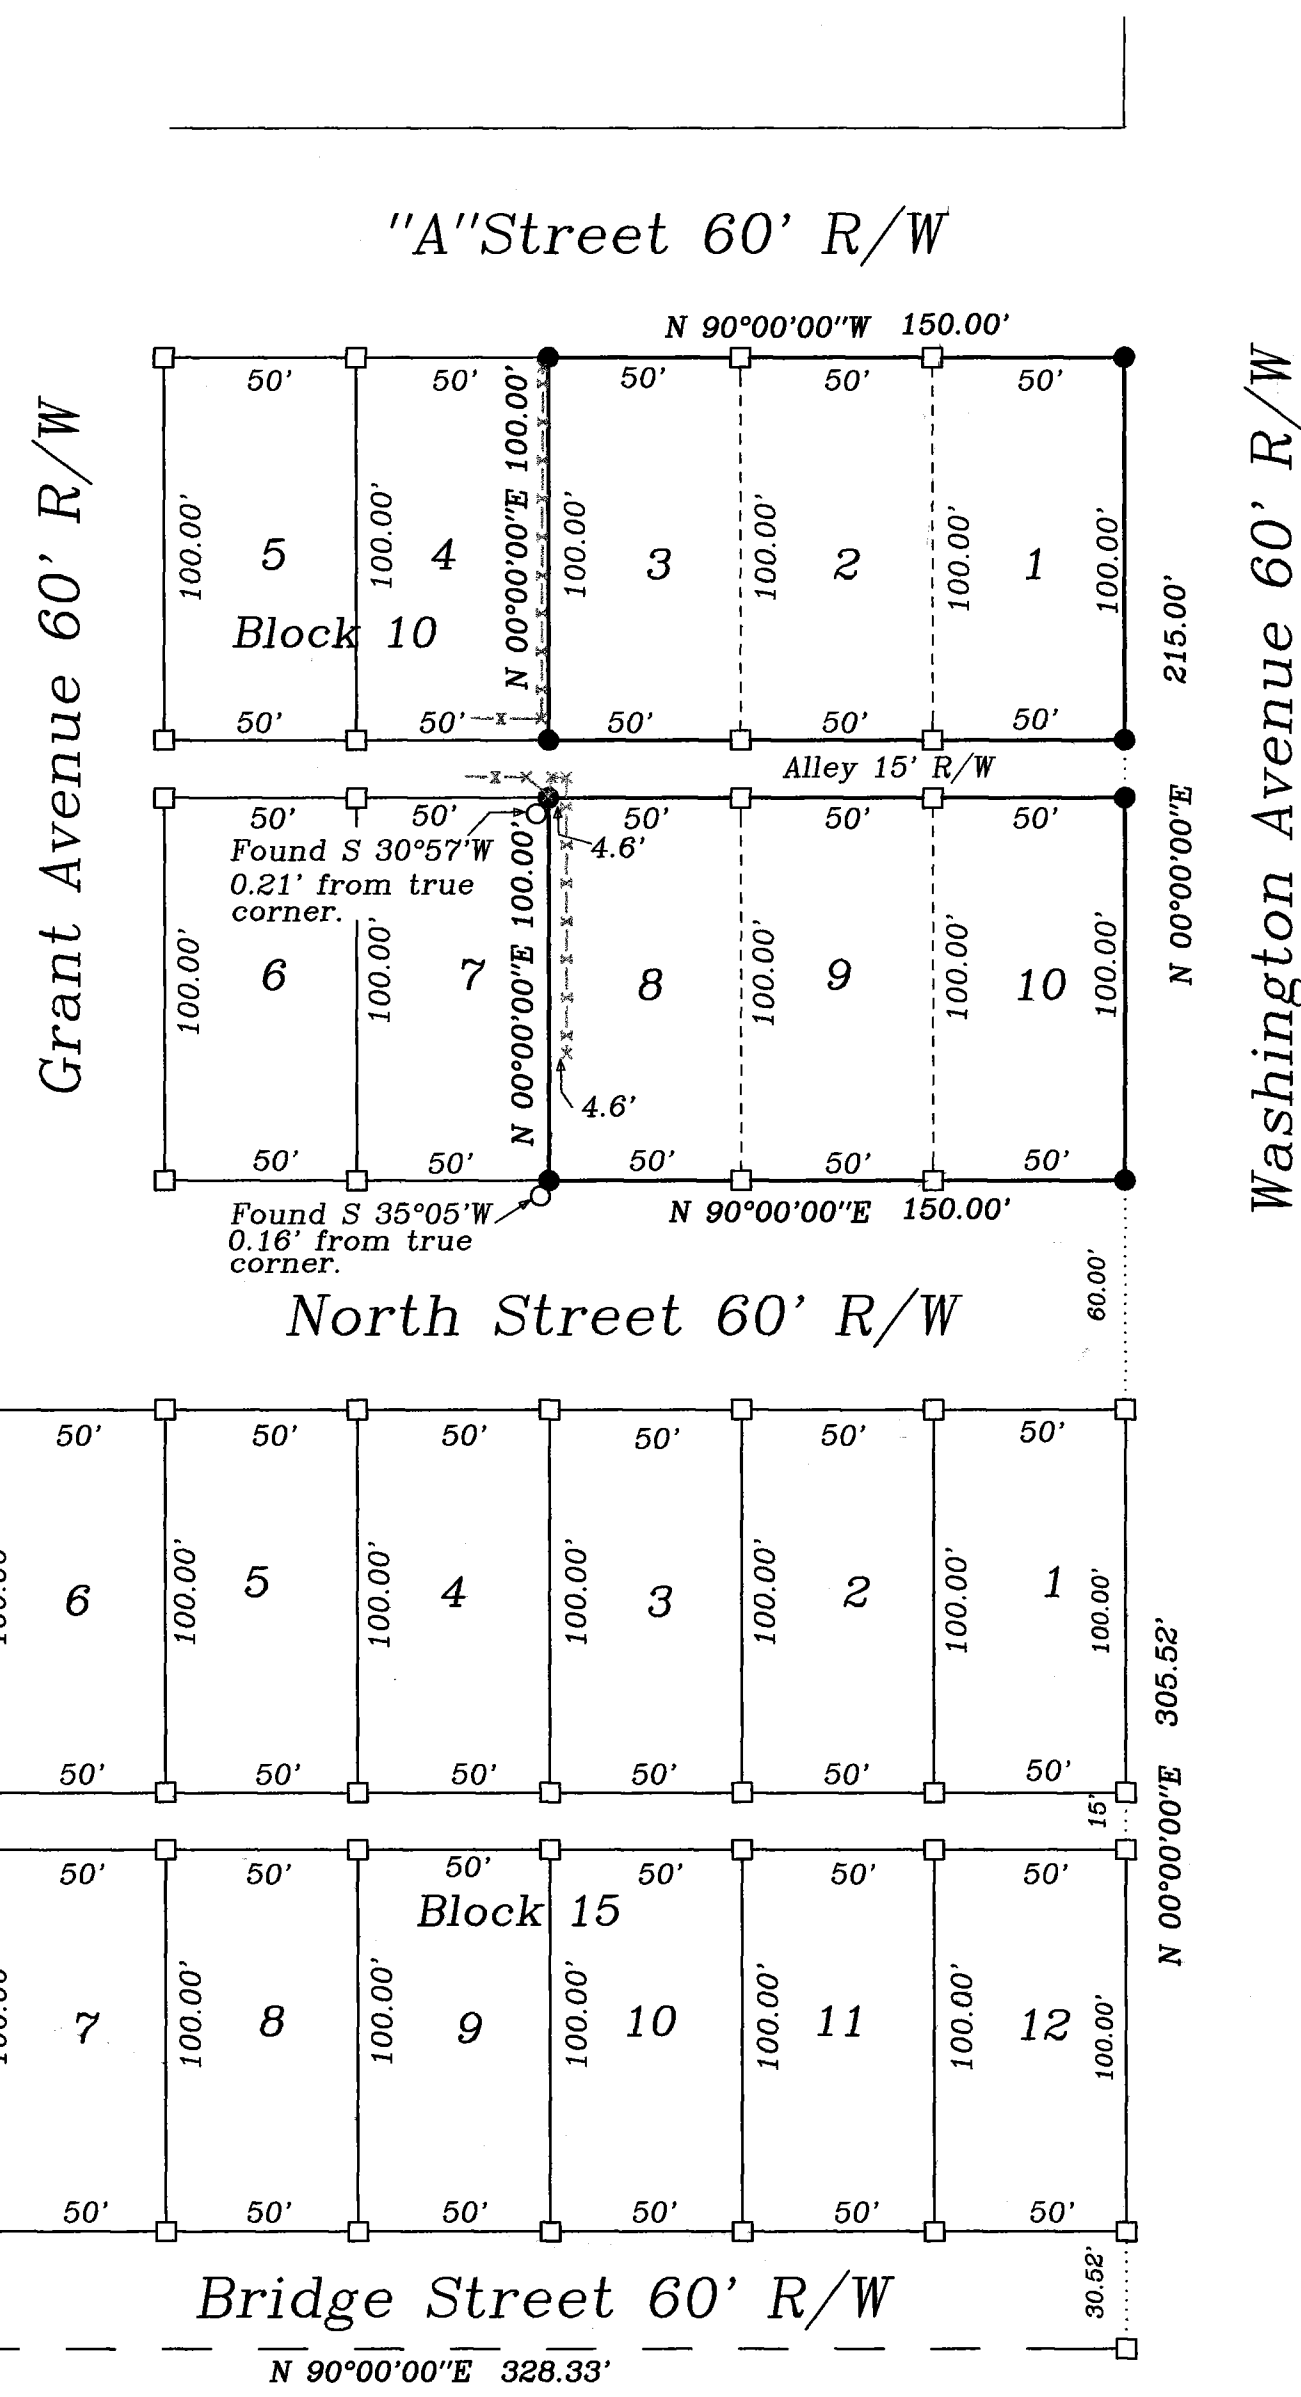 "A"Street 60' R/W
N 90°00'00"W 150.00'
50' 50' 50' 50' 50'
N 00°00'00"E 100.00'
100.00' 100.00' 100.00' 100.00' 100.00' 100.00'
5 4 3 2 1
Block 10
215.00'
N 00°00'00"E
Grant Avenue 60' R/W
Washington Avenue 60' R/W
50' 50' 50' 50' 50'
Alley 15' R/W
50' 50' 50' 50' 50'
Found S 30°57'W
0.21' from true
corner.
4.6'
N 00°00'00"E 100.00'
100.00' 100.00' 100.00' 100.00' 100.00'
6 7 8 9 10
4.6'
50' 50' 50' 50' 50'
Found S 35°05'W
0.16' from true
corner.
N 90°00'00"E 150.00'
60.00'
North Street 60' R/W
50' 50' 50' 50' 50' 50'
6 5 4 3 2 1
100.00' 100.00' 100.00' 100.00' 100.00' 100.00'
N 00°00'00"E 305.52'
50' 50' 50' 50' 50' 50'
15'
50' 50' 50' 50' 50' 50'
Block 15
7 8 9 10 11 12
100.00' 100.00' 100.00' 100.00' 100.00' 100.00'
50' 50' 50' 50' 50' 50'
30.52'
Bridge Street 60' R/W
N 90°00'00"E 328.33'